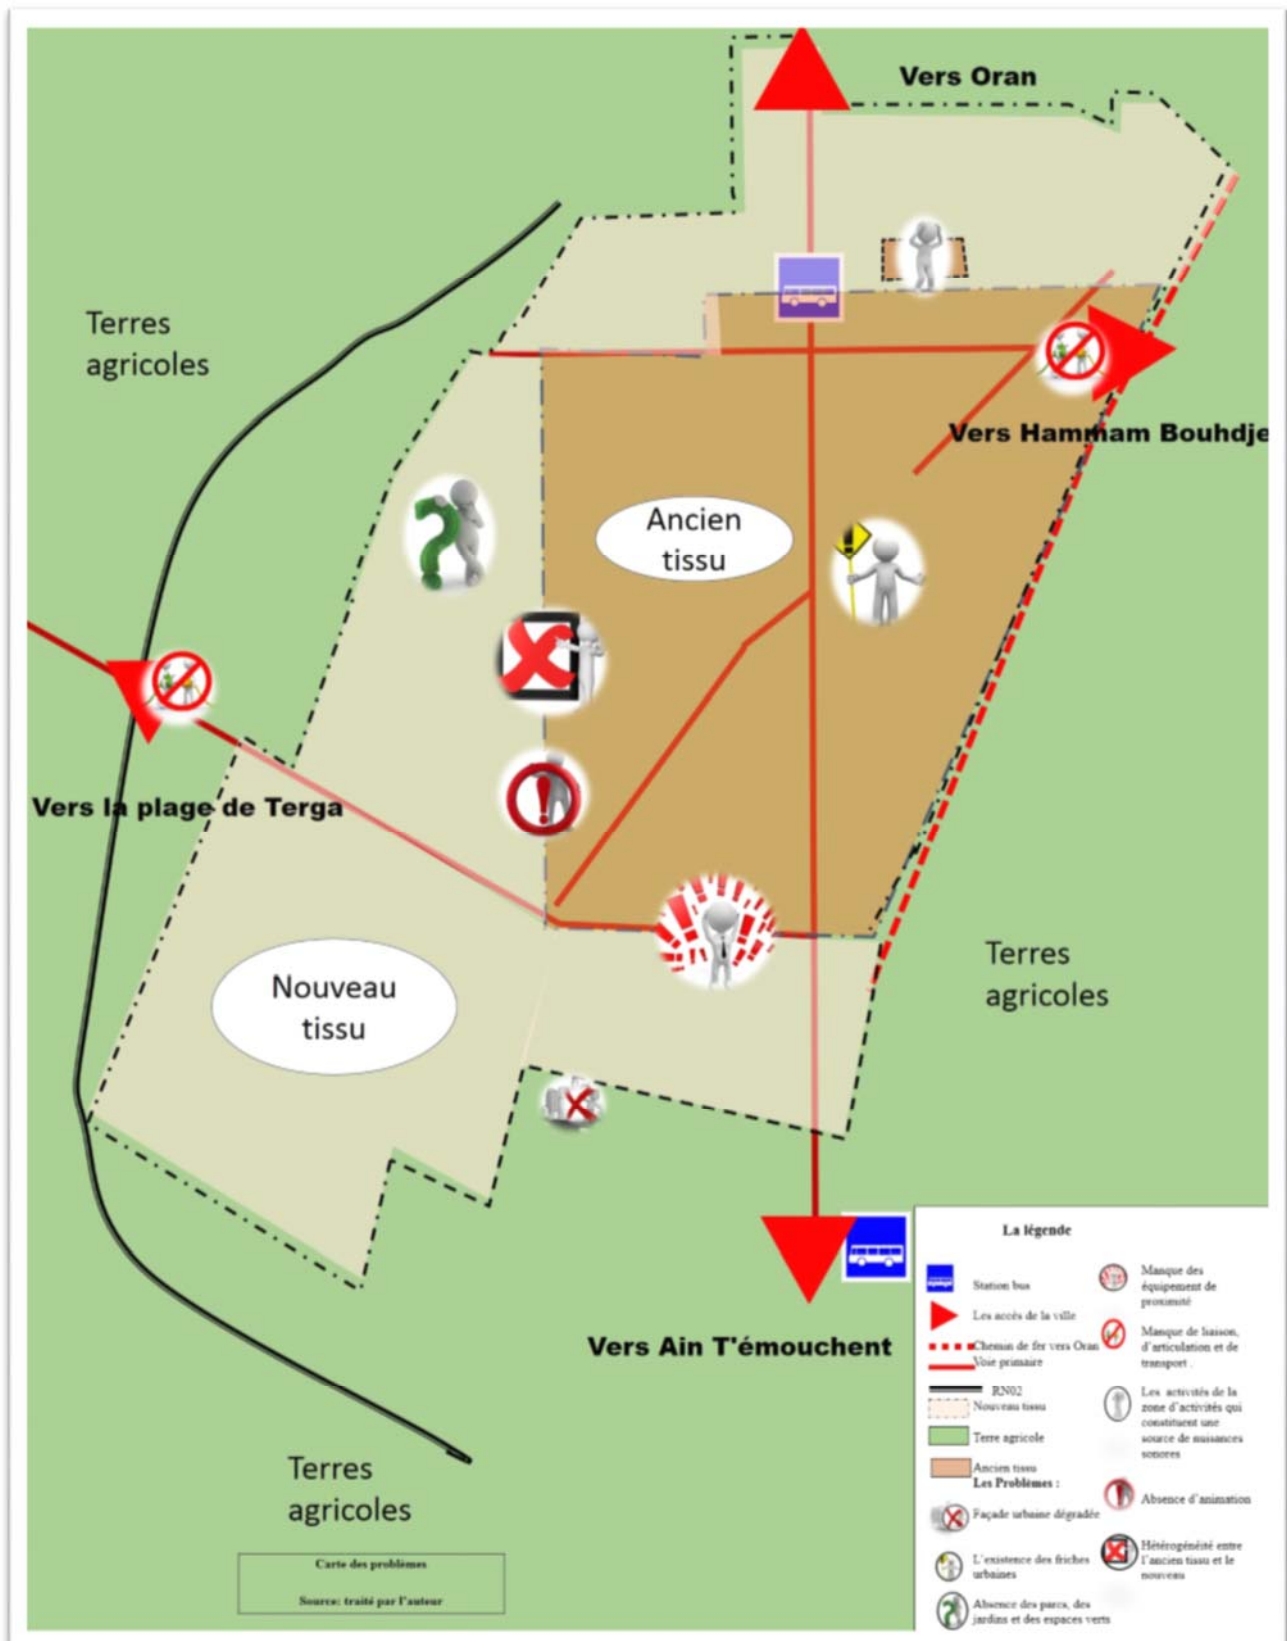 Vers Oran
Terres
agricoles
Vers Hammam Bouhdje
Ancien
tissu
Vers la plage de Terga
Terres
agricoles
Nouveau
tissu
Vers Ain T'émouchent
Terres
agricoles
Carte des problèmes
Source: traité par l'auteur
La légende
Station bus
Les accès de la ville
Chemin de fer vers Oran
Voie primaire
RN02
Nouveau tissu
Terre agricole
Ancien tissu
Les Problèmes :
Façade urbaine dégradée
L'existence des friches
urbaines
Absence des parcs, des
jardins et des espaces verts
Manque des
équipement de
proximité
Manque de liaison,
d'articulation et de
transport .
Les activités de la
zone d'activités qui
constituent une
source de nuisances
sonores
Absence d'animation
Hétérogénéité entre
l'ancien tissu et le
nouveau